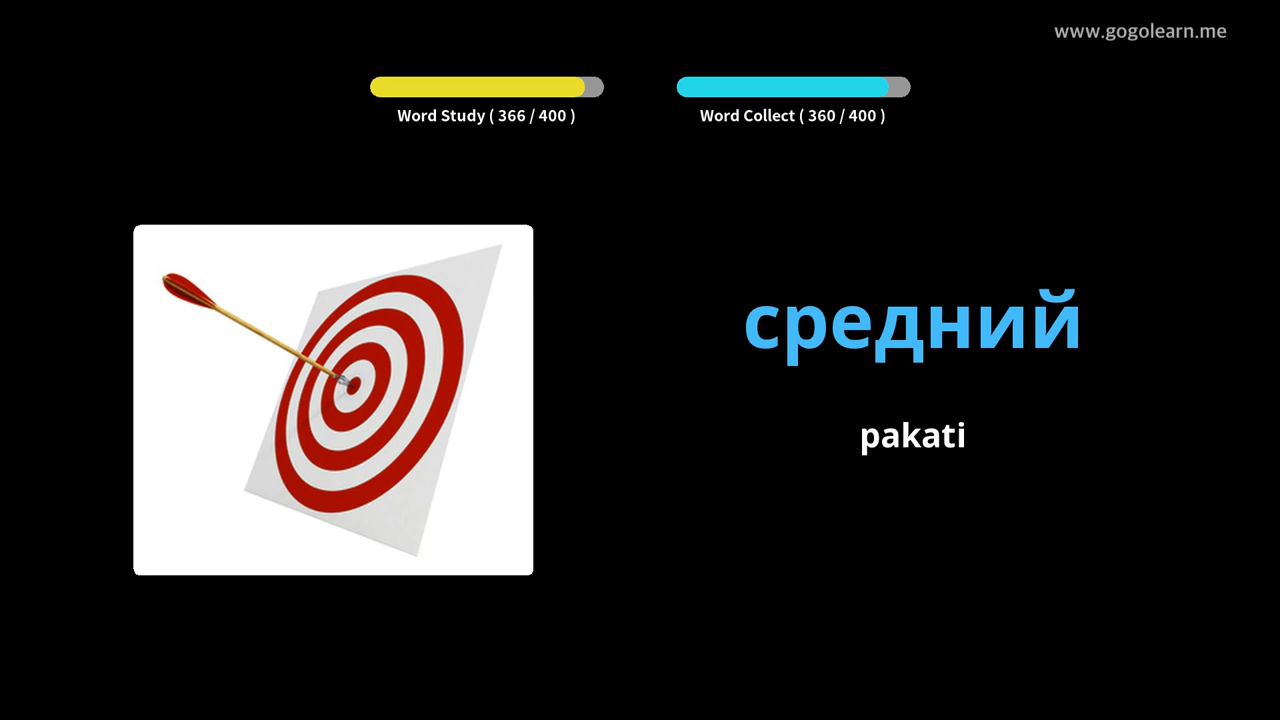 www.gogolearn.me
Word Study ( 366 / 400 )
Word Collect ( 360 / 400 )
средний
pakati